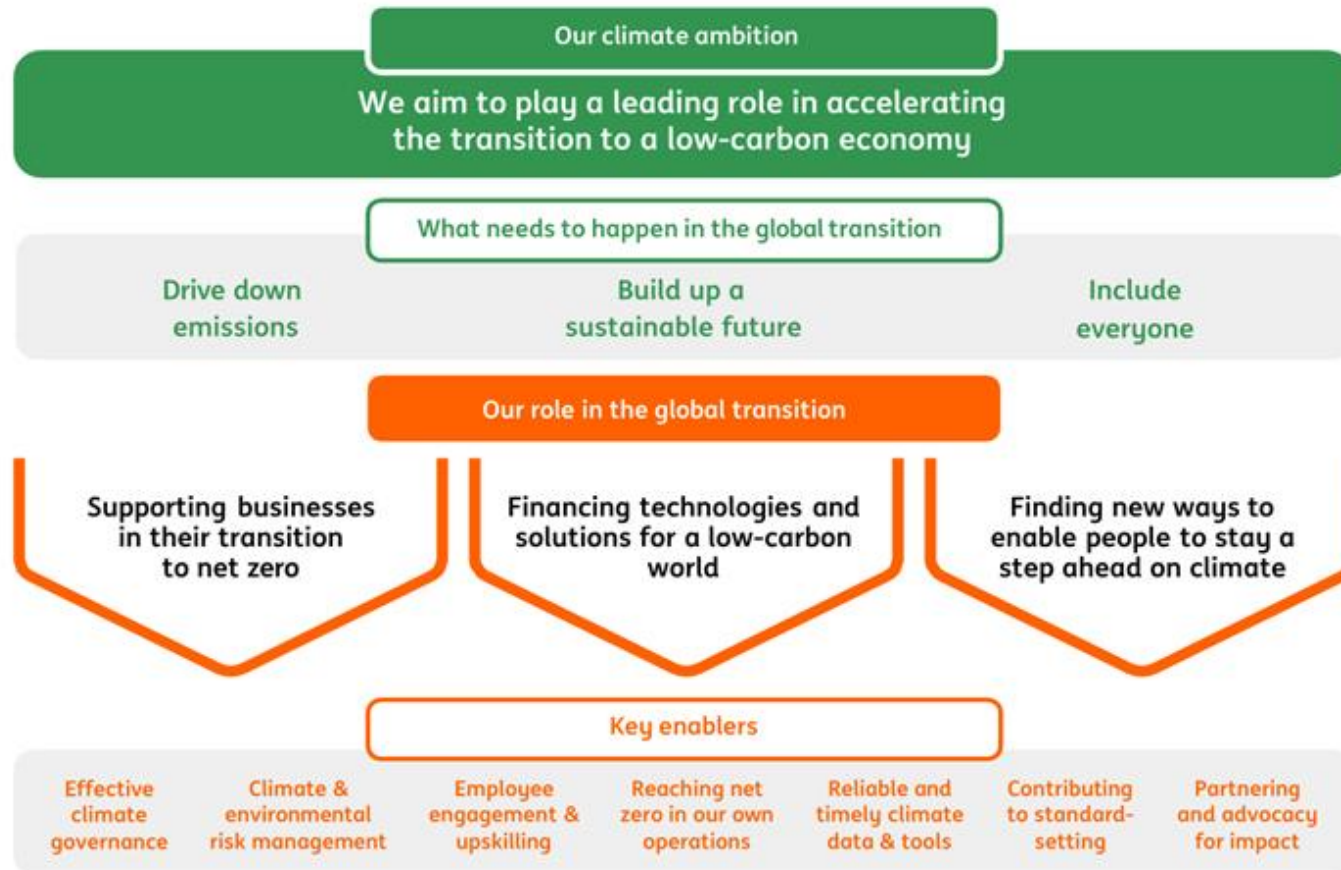 Our climate ambition
We aim to play a leading role in accelerating
the transition to a low-carbon economy
What needs to happen in the global transition
Drive down
emissions
Build up a
sustainable future
Include
everyone
Our role in the global transition
Supporting businesses
in their transition
to net zero
Financing technologies and
solutions for a low-carbon
world
Finding new ways to
enable people to stay a
step ahead on climate
Key enablers
Effective
climate
governance
Climate &
environmental
risk management
Employee
engagement &
upskilling
Reaching net
zero in our own
operations
Reliable and
timely climate
data & tools
Contributing
to standard-
setting
Partnering
and advocacy
for impact